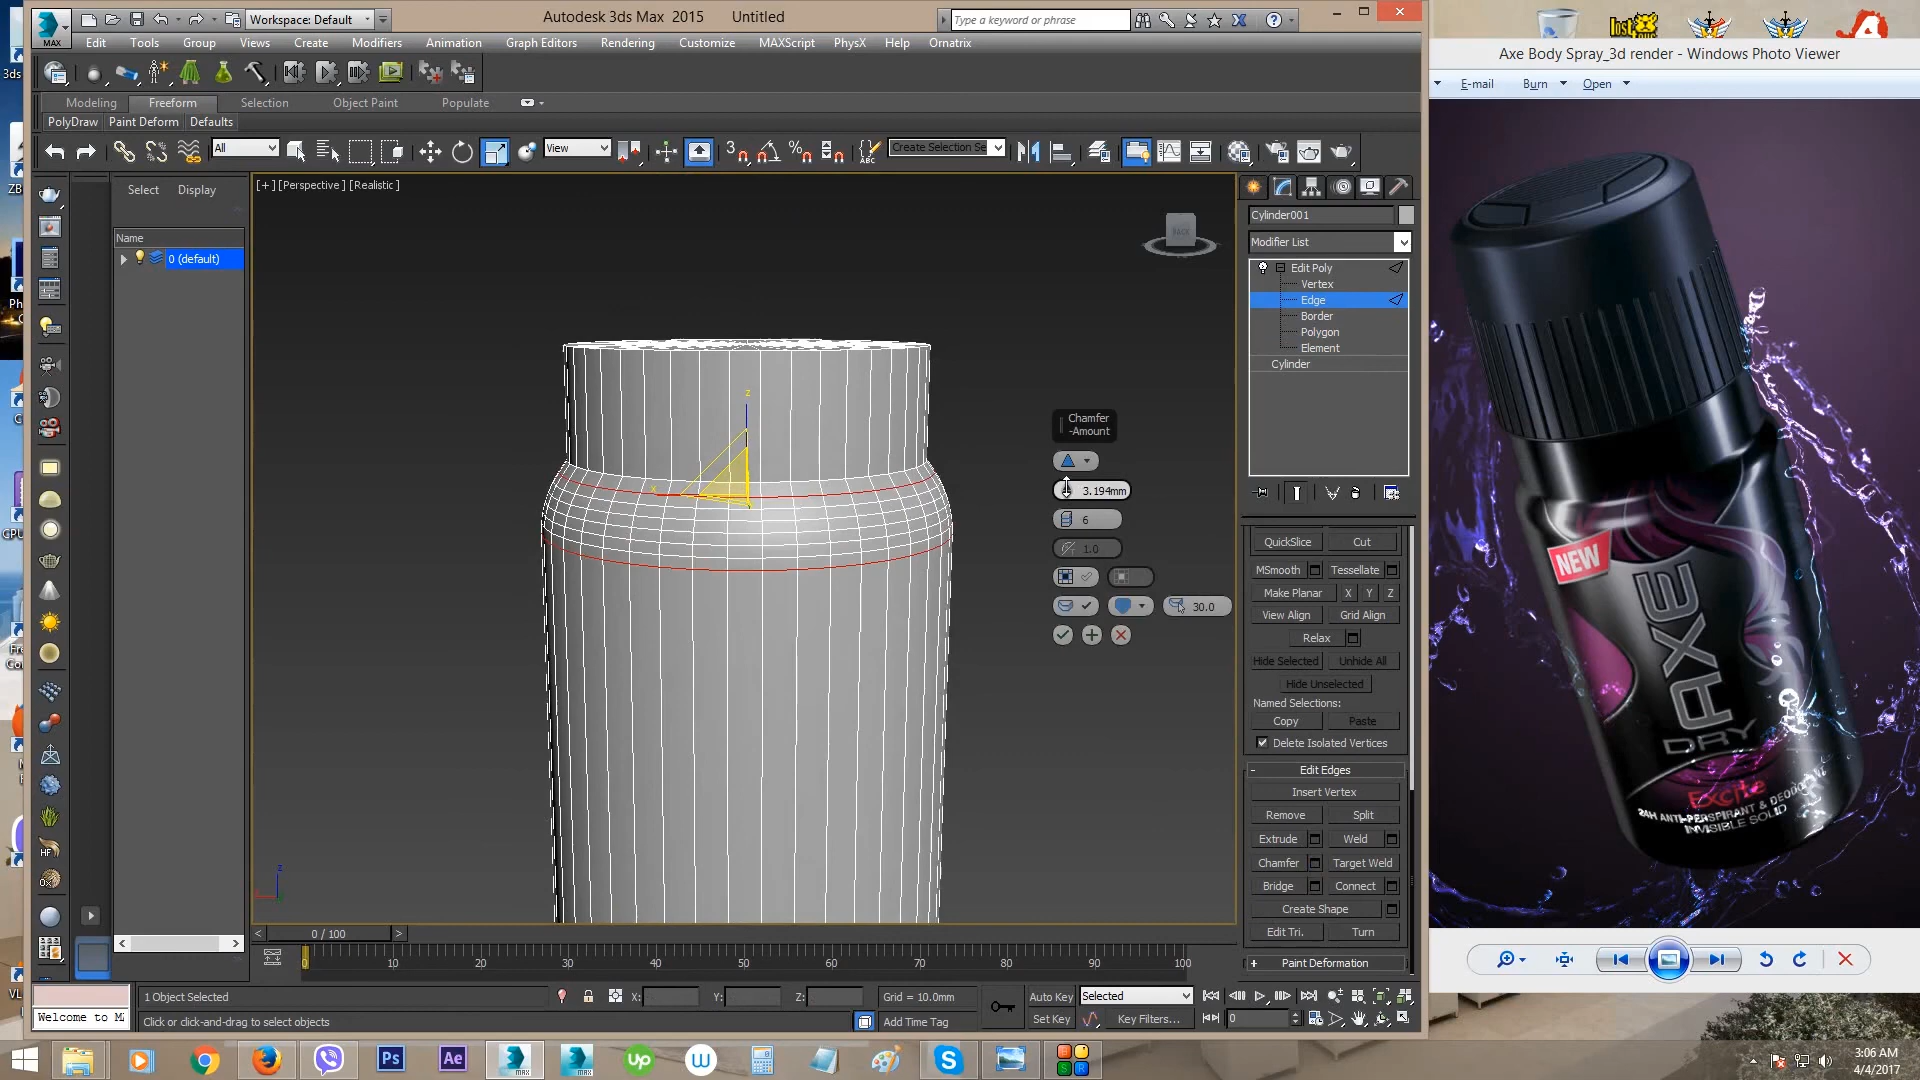 Workspace: Default
Autodesk 3ds Max 2015 Untitled
Type a keyword or phrase
MAX
Edit Tools Group Views Create Modifiers Animation Graph Editors Rendering Customize MAXScript PhysX Help Ornatrix
Axe Body Spray_3d render - Windows Photo Viewer
E-mail Burn Open
Modeling Freeform Selection Object Paint Populate
PolyDraw Paint Deform Defaults
All
View
Create Selection Se
Select Display
Name
0 (default)
[+] [Perspective] [Realistic]
BACK
Cylinder001
Modifier List
Edit Poly
Vertex
Edge
Border
Polygon
Element
Cylinder
Chamfer
-Amount
3.194mm
6
1.0
30.0
z
x
QuickSlice Cut
MSmooth Tessellate
Make Planar X Y Z
View Align Grid Align
Relax
Hide Selected Unhide All
Hide Unselected
Named Selections:
Copy Paste
Delete Isolated Vertices
- Edit Edges
Insert Vertex
Remove Split
Extrude Weld
Chamfer Target Weld
Bridge Connect
Create Shape
Edit Tri. Turn
+ Paint Deformation
NEW
AXE
DRY
Excite
24H ANTI-PERSPIRANT & DEODO
INVISIBLE SOLID
z
< 0 / 100 >
0 10 20 30 40 50 60 70 80 90 100
1 Object Selected
X: Y: Z:
Grid = 10.0mm
Auto Key
Selected
Welcome to M
Click or click-and-drag to select objects
Add Time Tag
Set Key
Key Filters...
0
Ps Ae MAX MAX up W S
3:06 AM
4/4/2017